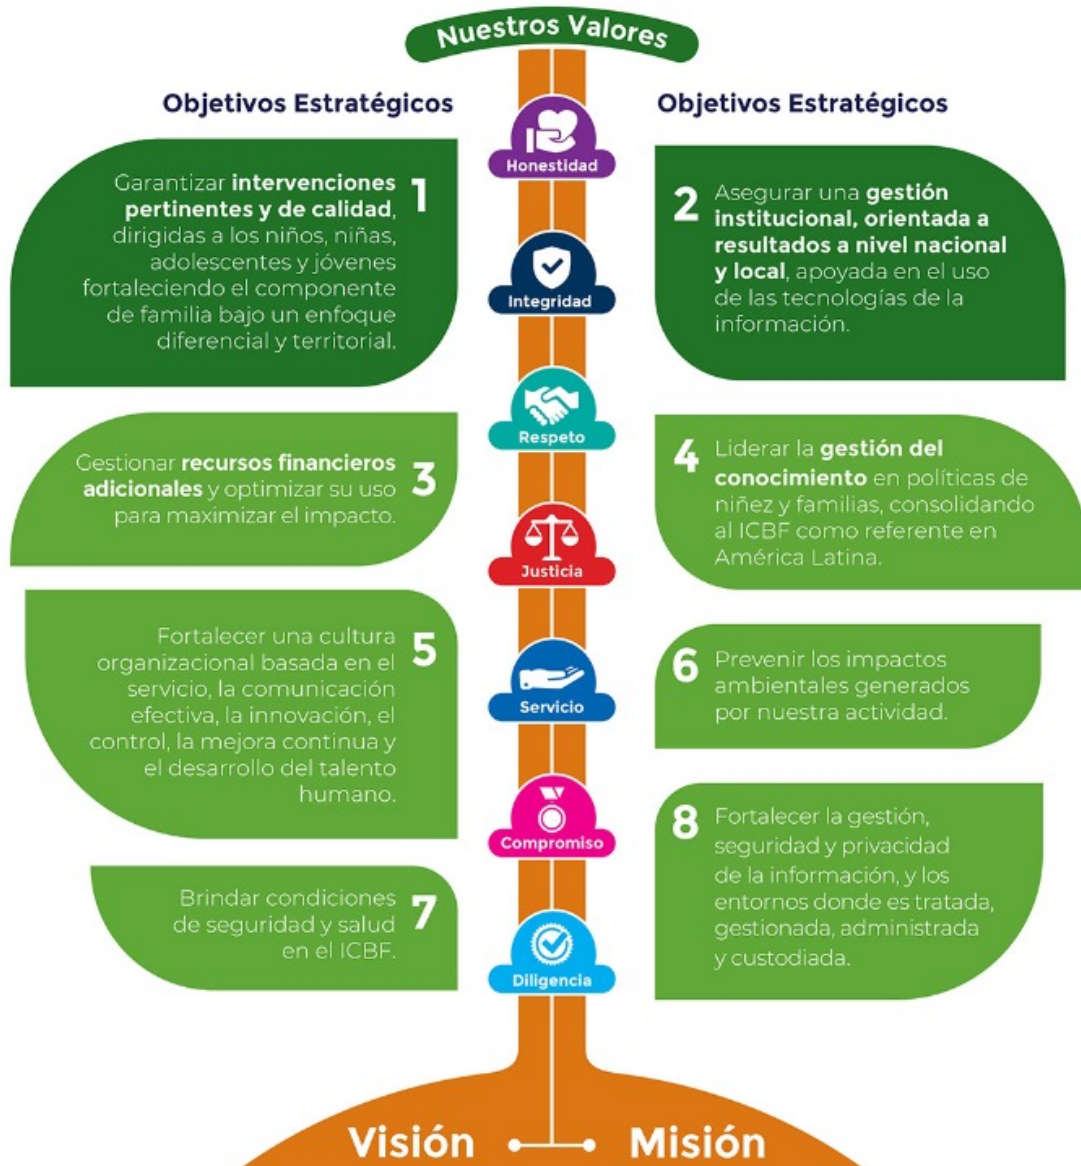 Nuestros Valores
Objetivos Estratégicos
Objetivos Estratégicos
Honestidad
1
Garantizar intervenciones
pertinentes y de calidad,
dirigidas a los niños, niñas,
adolescentes y jóvenes
fortaleciendo el componente
de familia bajo un enfoque
diferencial y territorial.
2
Asegurar una gestión
institucional, orientada a
resultados a nivel nacional
y local, apoyada en el uso
de las tecnologías de la
información.
Integridad
Respeto
3
Gestionar recursos financieros
adicionales y optimizar su uso
para maximizar el impacto.
4
Liderar la gestión del
conocimiento en políticas de
niñez y familias, consolidando
al ICBF como referente en
América Latina.
Justicia
5
Fortalecer una cultura
organizacional basada en el
servicio, la comunicación
efectiva, la innovación, el
control, la mejora continua y
el desarrollo del talento
humano.
6
Prevenir los impactos
ambientales generados
por nuestra actividad.
Servicio
Compromiso
7
Brindar condiciones
de seguridad y salud
en el ICBF.
8
Fortalecer la gestión,
seguridad y privacidad
de la información, y los
entornos donde es tratada,
gestionada, administrada
y custodiada.
Diligencia
Visión
Misión